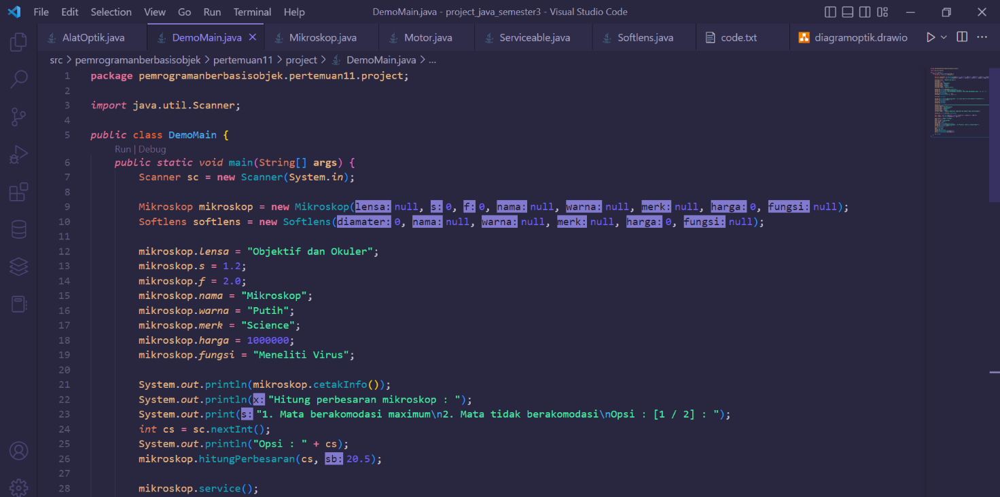 File Edit Selection View Go Run Terminal Help DemoMain.java - project_java_semester3 - Visual Studio Code
AlatOptik.java DemoMain.java Mikroskop.java Motor.java Serviceable.java Softlens.java code.txt diagramoptik.drawio
src > pemrogramanberbasisobjek > pertemuan11 > project > DemoMain.java > ...
1 package pemrogramanberbasisobjek.pertemuan11.project;
2
3 import java.util.Scanner;
4
5 public class DemoMain {
Run | Debug
6 public static void main(String[] args) {
7 Scanner sc = new Scanner(System.in);
8
9 Mikroskop mikroskop = new Mikroskop(lensa: null, s: 0, f: 0, nama: null, warna: null, merk: null, harga: 0, fungsi: null);
10 Softlens softlens = new Softlens(diamater: 0, nama: null, warna: null, merk: null, harga: 0, fungsi: null);
11
12 mikroskop.lensa = "Objektif dan Okuler";
13 mikroskop.s = 1.2;
14 mikroskop.f = 2.0;
15 mikroskop.nama = "Mikroskop";
16 mikroskop.warna = "Putih";
17 mikroskop.merk = "Science";
18 mikroskop.harga = 1000000;
19 mikroskop.fungsi = "Meneliti Virus";
20
21 System.out.println(mikroskop.cetakInfo());
22 System.out.println(x: "Hitung perbesaran mikroskop : ");
23 System.out.print(s: "1. Mata berakomodasi maximum\n2. Mata tidak berakomodasi\nOpsi : [1 / 2] : ");
24 int cs = sc.nextInt();
25 System.out.println("Opsi : " + cs);
26 mikroskop.hitungPerbesaran(cs, sb: 20.5);
27
28 mikroskop.service();